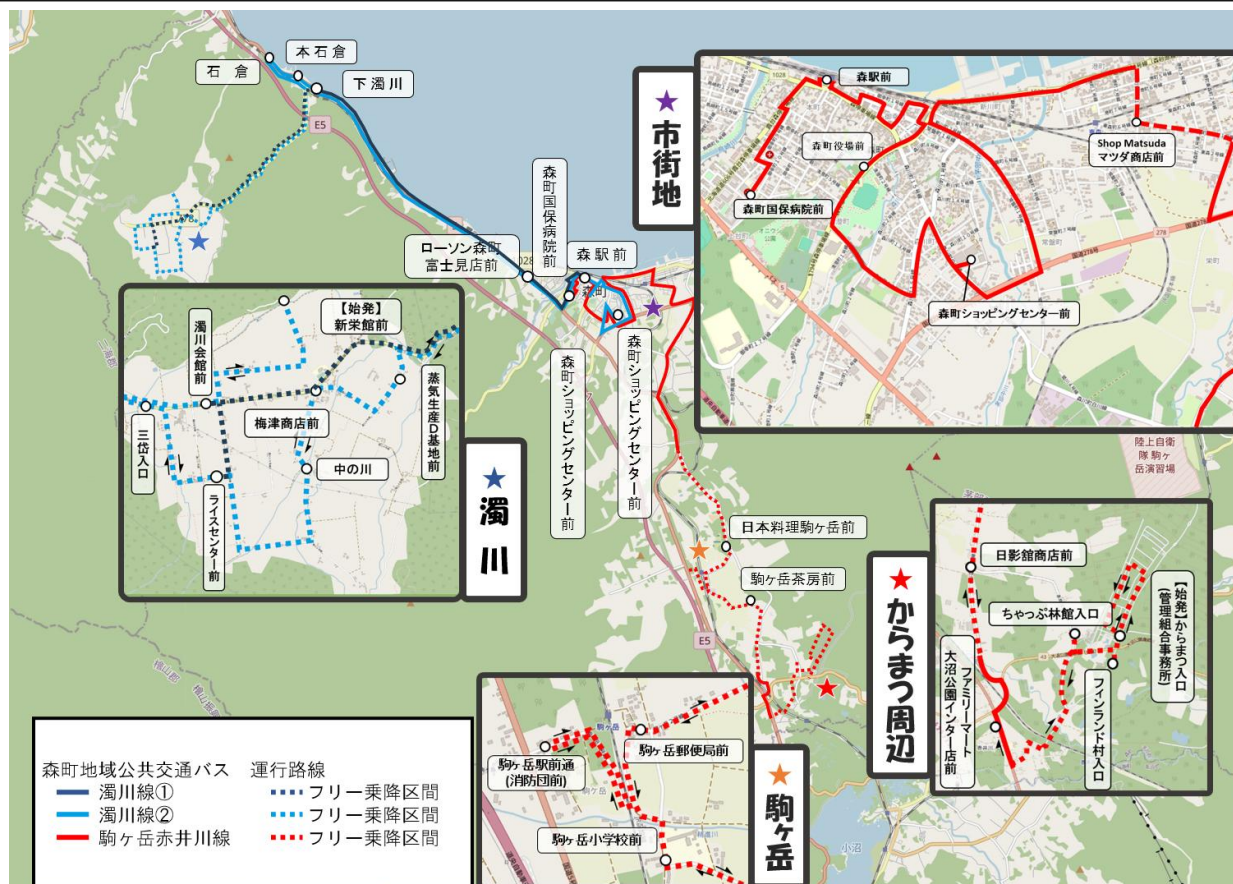 本石倉
石倉
下濁川
E5
278
ローソン森町
富士見店前
森町国保病院前
森駅前
森町
森町ショッピングセンター前
森町ショッピングセンター前
★市街地
1028
森駅前
森町役場前
Shop Matsuda
マツダ商店前
森町国保病院前
278
国道278号
森町ショッピングセンター前
濁川会館前
【始発】
新栄館前
梅津商店前
蒸気生産D基地前
三岱入口
中の川
ライスセンター前
★濁川
陸上自衛
隊駒ヶ
岳演習場
日本料理駒ヶ岳前
駒ヶ岳茶房前
E5
★からまつ周辺
日影舘商店前
ちゃっぷ林館入口
【始発】からまつ入口
(管理組合事務所)
フィンランド村入口
ファミリーマート
大沼公園インター店前
小沼
駒ヶ岳
駒ヶ岳郵便局前
駒ヶ岳駅前通
(消防団前)
駒ヶ岳小学校前
★駒ヶ岳
森町地域公共交通バス 運行路線
濁川線① フリー乗降区間
濁川線② フリー乗降区間
駒ヶ岳赤井川線 フリー乗降区間